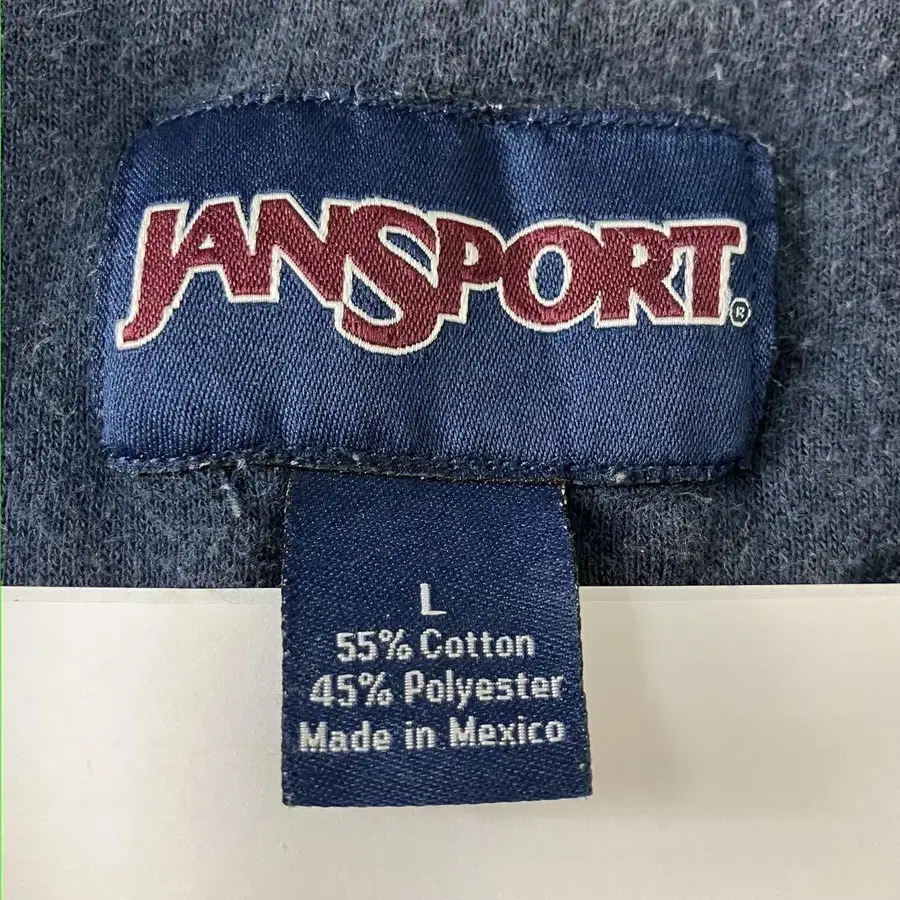 JANSPORT®
L
55% Cotton
45% Polyester
Made in Mexico